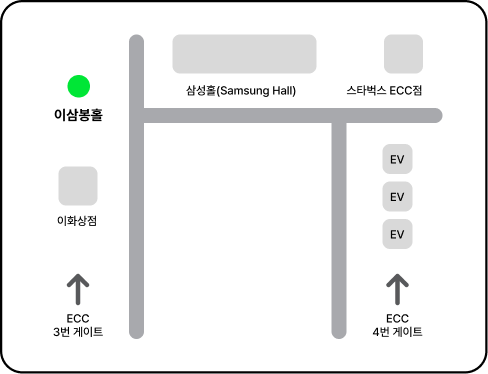 삼성홀(Samsung Hall)
스타벅스 ECC점
이삼봉홀
EV
EV
이화상점
EV
ECC
3번 게이트
ECC
4번 게이트